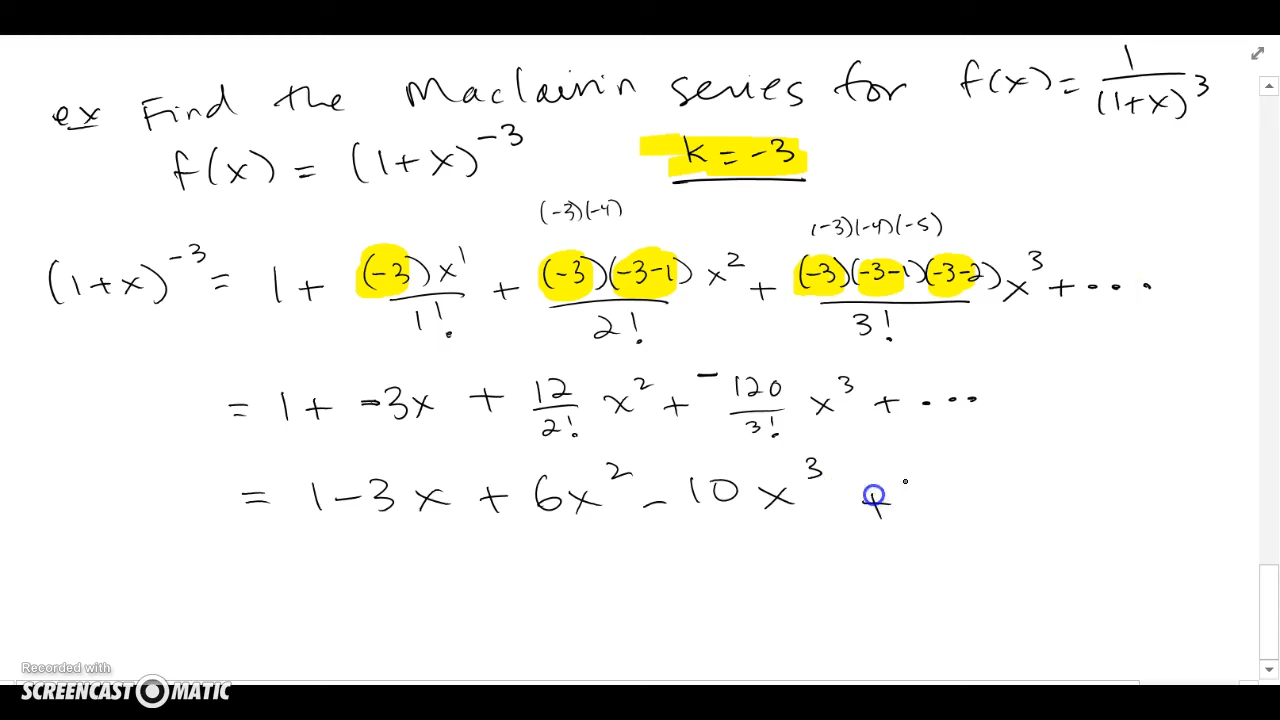 ex Find the Maclaurin series for f(x) = 1/(1+x)^3
f(x) = (1+x)^-3 k = -3
(-3)(-4) (-3)(-4)(-5)
(1+x)^-3 = 1 + (-3)x^1/1! + (-3)(-3-1)x^2/2! + (-3)(-3-1)(-3-2)x^3/3! + ...
= 1 + -3x + 12/2! x^2 + -120/3! x^3 + ...
= 1 - 3x + 6x^2 - 10x^3 +
Recorded with
SCREENCAST-O-MATIC